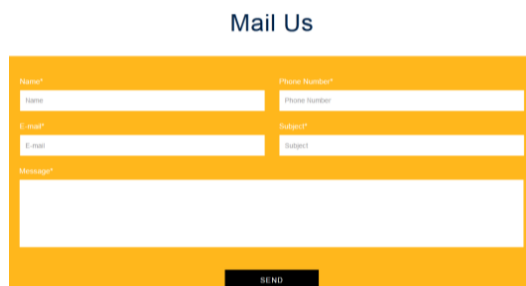 Mail Us
Name* Phone Number*
Name Phone Number
E-mail* Subject*
E-mail Subject
Message*
SEND